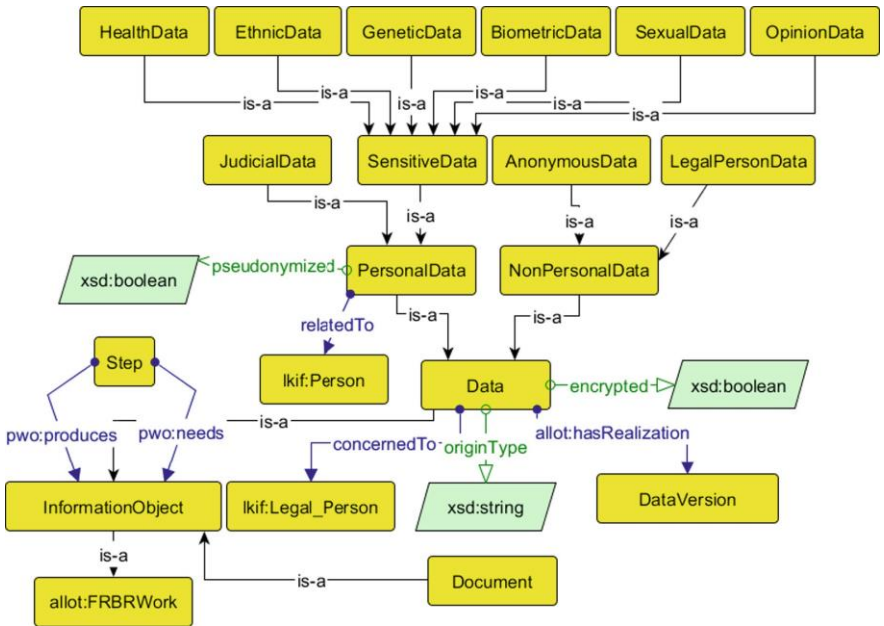 HealthData
EthnicData
GeneticData
BiometricData
SexualData
OpinionData
is-a
is-a
is-a
is-a
is-a
is-a
JudicialData
SensitiveData
AnonymousData
LegalPersonData
is-a
is-a
is-a
is-a
xsd:boolean
pseudonymized
PersonalData
NonPersonalData
is-a
is-a
relatedTo
Step
lkif:Person
Data
encrypted
xsd:boolean
pwo:produces
pwo:needs
is-a
concernedTo
originType
allot:hasRealization
InformationObject
lkif:Legal_Person
xsd:string
DataVersion
is-a
is-a
allot:FRBRWork
Document